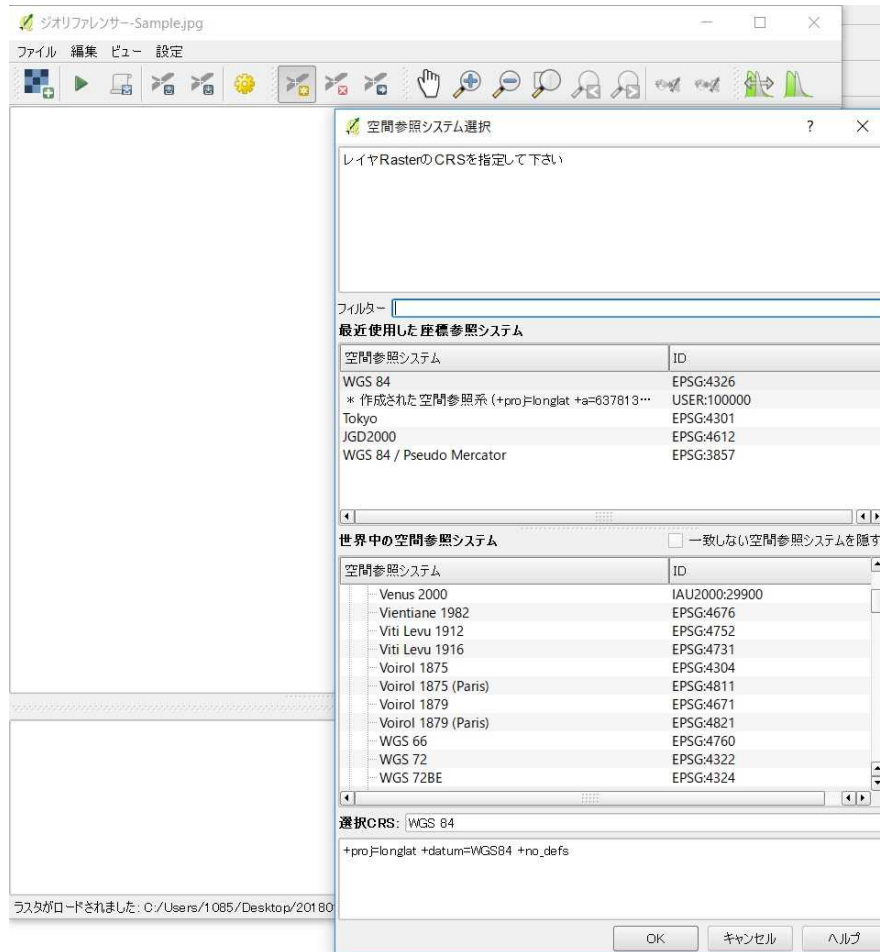 ジオリファレンサー-Sample.jpg
ファイル 編集 ビュー 設定
空間参照システム選択 ?
レイヤRasterのCRSを指定して下さい
フィルター
最近使用した座標参照システム
空間参照システム ID
WGS 84 EPSG:4326
* 作成された空間参照系 (+proj=longlat +a=637813… USER:100000
Tokyo EPSG:4301
JGD2000 EPSG:4612
WGS 84 / Pseudo Mercator EPSG:3857
世界中の空間参照システム 一致しない空間参照システムを隠す
空間参照システム ID
Venus 2000 IAU2000:29900
Vientiane 1982 EPSG:4676
Viti Levu 1912 EPSG:4752
Viti Levu 1916 EPSG:4731
Voirol 1875 EPSG:4304
Voirol 1875 (Paris) EPSG:4811
Voirol 1879 EPSG:4671
Voirol 1879 (Paris) EPSG:4821
WGS 66 EPSG:4760
WGS 72 EPSG:4322
WGS 72BE EPSG:4324
選択CRS: WGS 84
+proj=longlat +datum=WGS84 +no_defs
ラスタがロードされました: C:/Users/1085/Desktop/20180
OK キャンセル ヘルプ